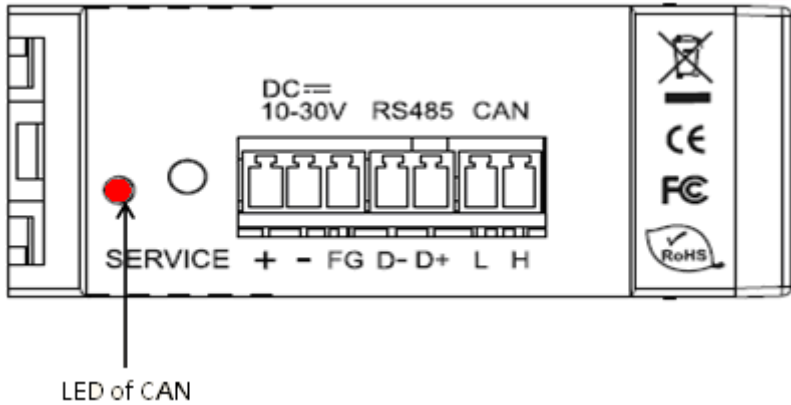 DC
10-30V RS485 CAN
SERVICE + - FG D- D+ L H
CE
FC
RoHS
LED of CAN